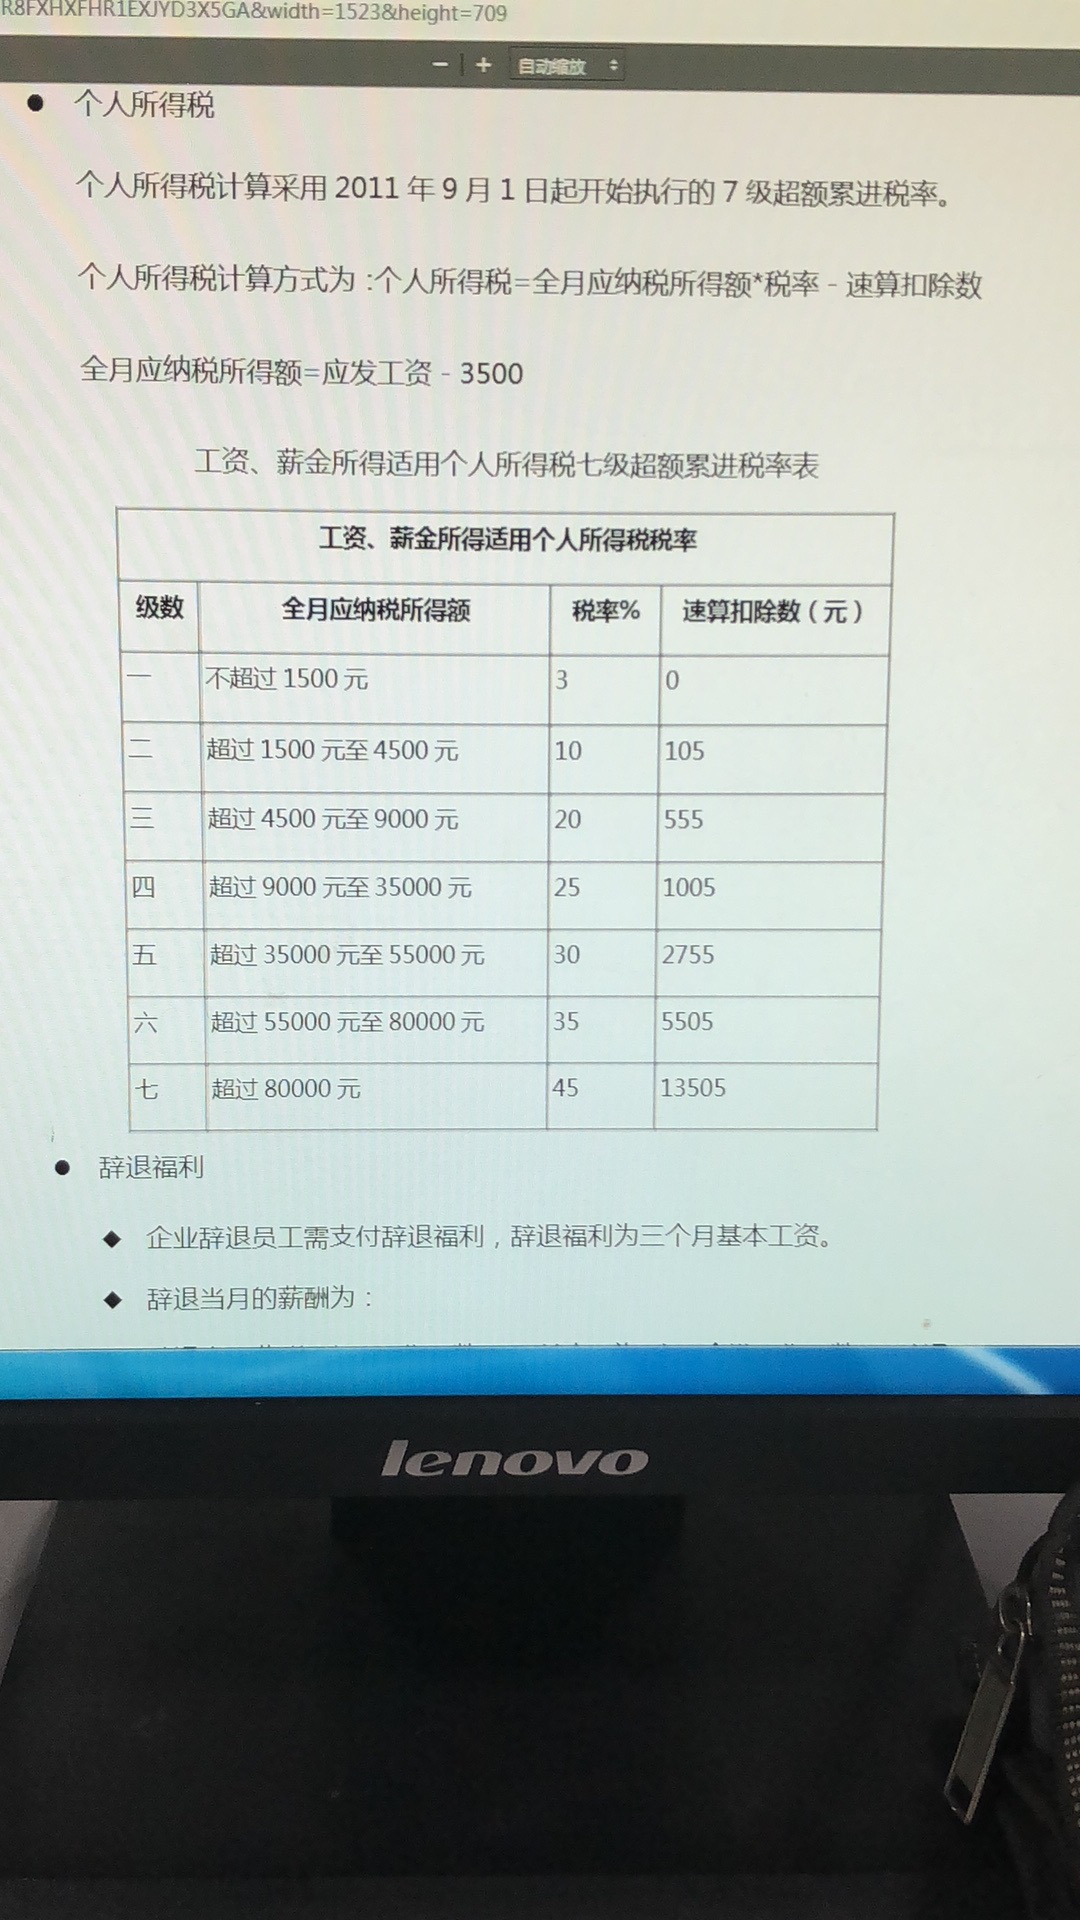 R8FXHXFHR1EXJYD3X5GA&width=1523&height=709
− + 自动缩放
● 个人所得税
个人所得税计算采用 2011 年 9 月 1 日起开始执行的 7 级超额累进税率。
个人所得税计算方式为：个人所得税=全月应纳税所得额*税率 - 速算扣除数
全月应纳税所得额=应发工资 - 3500
工资、薪金所得适用个人所得税七级超额累进税率表
工资、薪金所得适用个人所得税税率
级数 全月应纳税所得额 税率% 速算扣除数（元）
一 不超过 1500 元 3 0
二 超过 1500 元至 4500 元 10 105
三 超过 4500 元至 9000 元 20 555
四 超过 9000 元至 35000 元 25 1005
五 超过 35000 元至 55000 元 30 2755
六 超过 55000 元至 80000 元 35 5505
七 超过 80000 元 45 13505
● 辞退福利
◆ 企业辞退员工需支付辞退福利，辞退福利为三个月基本工资。
◆ 辞退当月的薪酬为：
lenovo